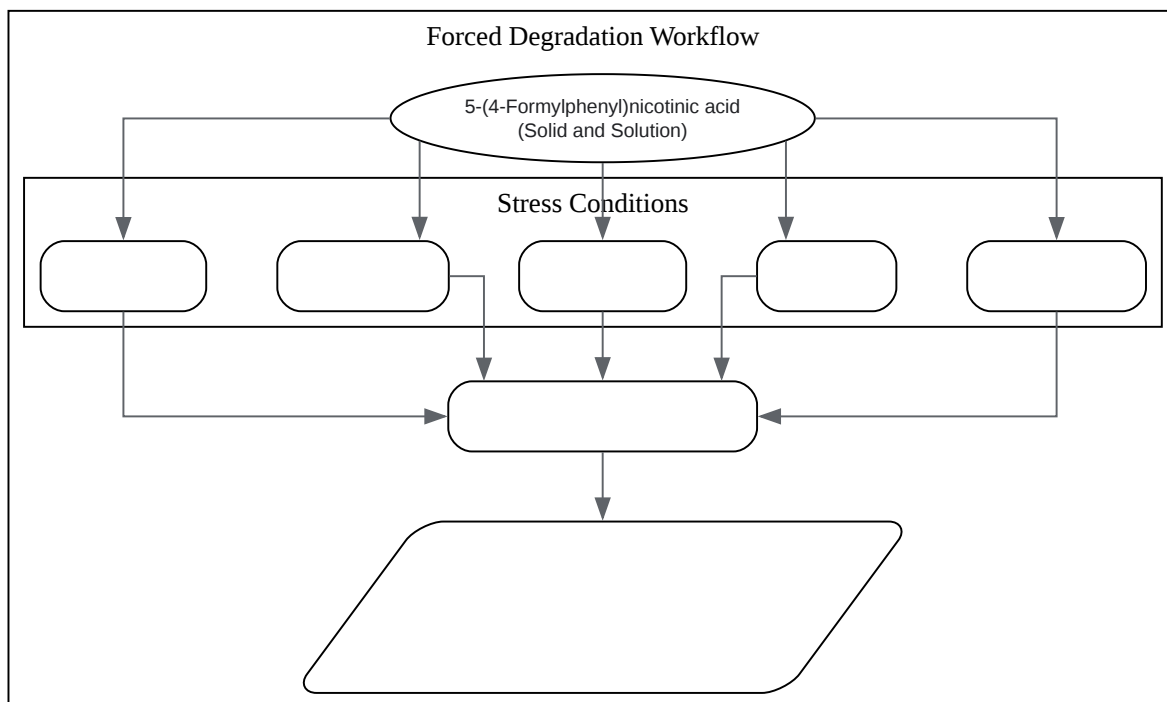 Forced Degradation Workflow
5-(4-Formylphenyl)nicotinic acid
(Solid and Solution)
Stress Conditions